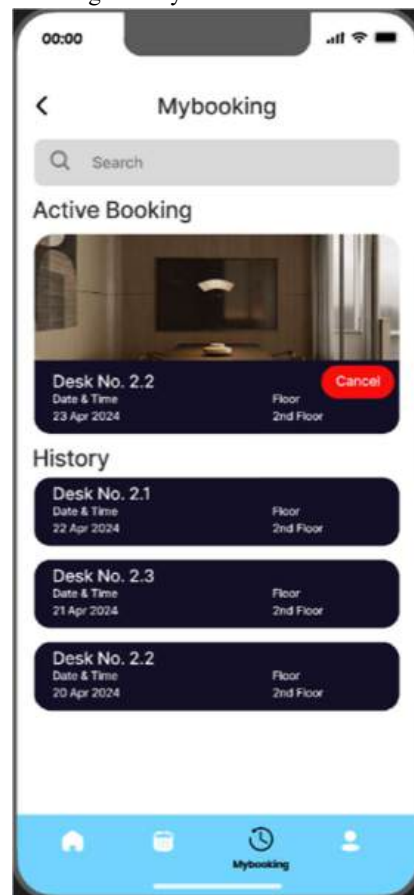 00:00
Mybooking
Search
Active Booking
Desk No. 2.2
Cancel
Date & Time
Floor
23 Apr 2024
2nd Floor
History
Desk No. 2.1
Date & Time
Floor
22 Apr 2024
2nd Floor
Desk No. 2.3
Date & Time
Floor
21 Apr 2024
2nd Floor
Desk No. 2.2
Date & Time
Floor
20 Apr 2024
2nd Floor
Mybooking